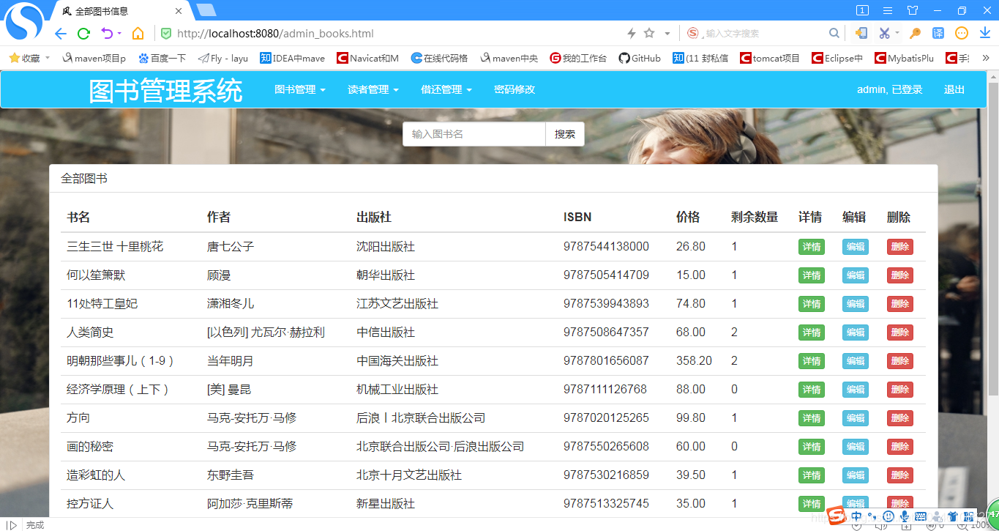 全部图书信息
1
http://localhost:8080/admin_books.html
输入文字搜索
译
收藏 maven项目p 百度一下 Fly - layu 知 IDEA中mave C Navicat和M 在线代码格 maven中央 我的工作台 GitHub 知 (11 封私信 C tomcat项目 C Eclipse中 C MybatisPlu C 手扌
图书管理系统 图书管理 读者管理 借还管理 密码修改 admin, 已登录 退出
输入图书名 搜索
全部图书
书名 作者 出版社 ISBN 价格 剩余数量 详情 编辑 删除
三生三世 十里桃花 唐七公子 沈阳出版社 9787544138000 26.80 1 详情 编辑 删除
何以笙箫默 顾漫 朝华出版社 9787505414709 15.00 1 详情 编辑 删除
11处特工皇妃 潇湘冬儿 江苏文艺出版社 9787539943893 74.80 1 详情 编辑 删除
人类简史 [以色列] 尤瓦尔·赫拉利 中信出版社 9787508647357 68.00 2 详情 编辑 删除
明朝那些事儿（1-9） 当年明月 中国海关出版社 9787801656087 358.20 2 详情 编辑 删除
经济学原理（上下） [美] 曼昆 机械工业出版社 9787111126768 88.00 0 详情 编辑 删除
方向 马克-安托万·马修 后浪丨北京联合出版公司 9787020125265 99.80 1 详情 编辑 删除
画的秘密 马克-安托万·马修 北京联合出版公司·后浪出版公司 9787550265608 60.00 0 详情 编辑 删除
造彩虹的人 东野圭吾 北京十月文艺出版社 9787530216859 39.50 1 详情 编辑 删除
控方证人 阿加莎·克里斯蒂 新星出版社 9787513325745 35.00 1 详情 编辑 删除
中
完成
100%